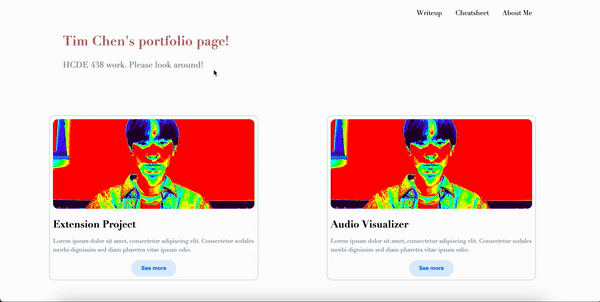 Writeup Cheatsheet About Me
Tim Chen's portfolio page!
HCDE 438 work. Please look around!
Extension Project
Lorem ipsum dolor sit amet, consectetur adipiscing elit. Consectetur sodales
morbi dignissim sed diam pharetra vitae ipsum odio.
See more
Audio Visualizer
Lorem ipsum dolor sit amet, consectetur adipiscing elit. Consectetur sodales
morbi dignissim sed diam pharetra vitae ipsum odio.
See more